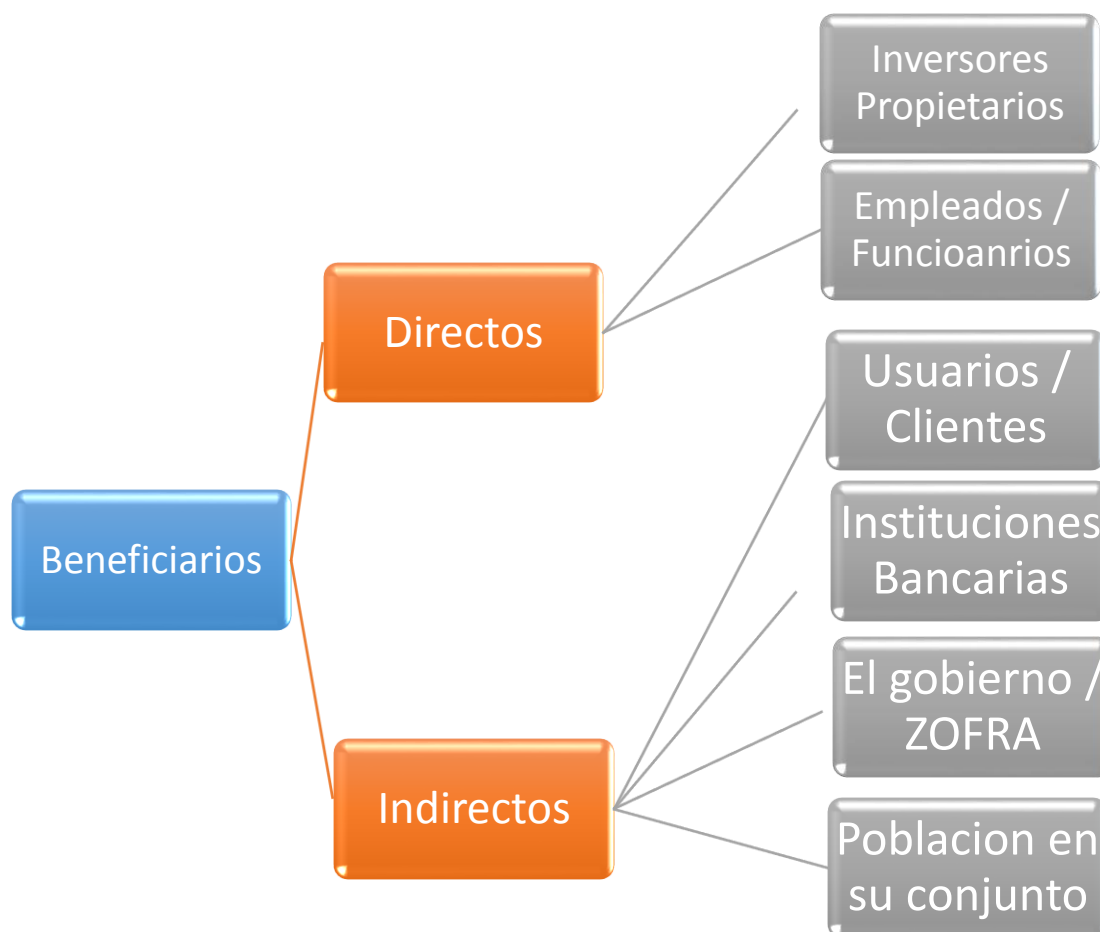 Inversores
Propietarios
Empleados /
Funcioanrios
Directos
Usuarios /
Clientes
Beneficiarios
Instituciones
Bancarias
El gobierno /
ZOFRA
Indirectos
Poblacion en
su conjunto